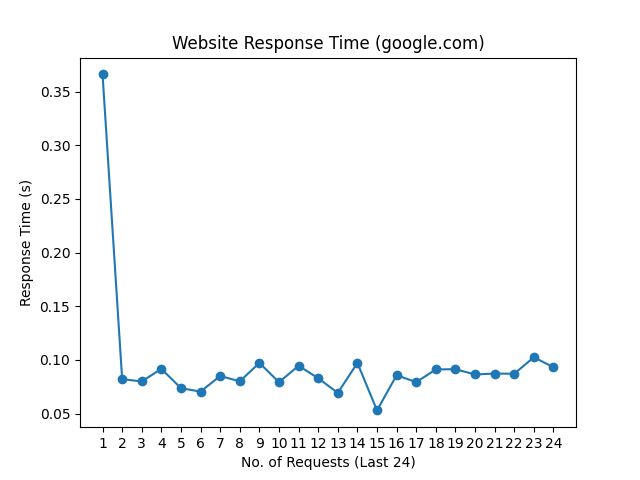 Website Response Time (google.com)
0.35
0.30
0.25
0.20
0.15
0.10
0.05
Response Time (s)
1 2 3 4 5 6 7 8 9 10 11 12 13 14 15 16 17 18 19 20 21 22 23 24
No. of Requests (Last 24)